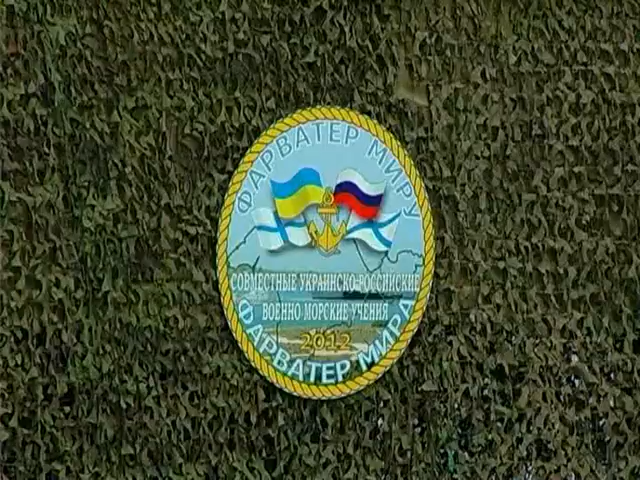 ФАРВАТЕР МИРУ
СОВМЕСТНЫЕ УКРАИНСКО-РОССИЙСКИЕ
ВОЕННО-МОРСКИЕ УЧЕНИЯ
2012
ФАРВАТЕР МИРА